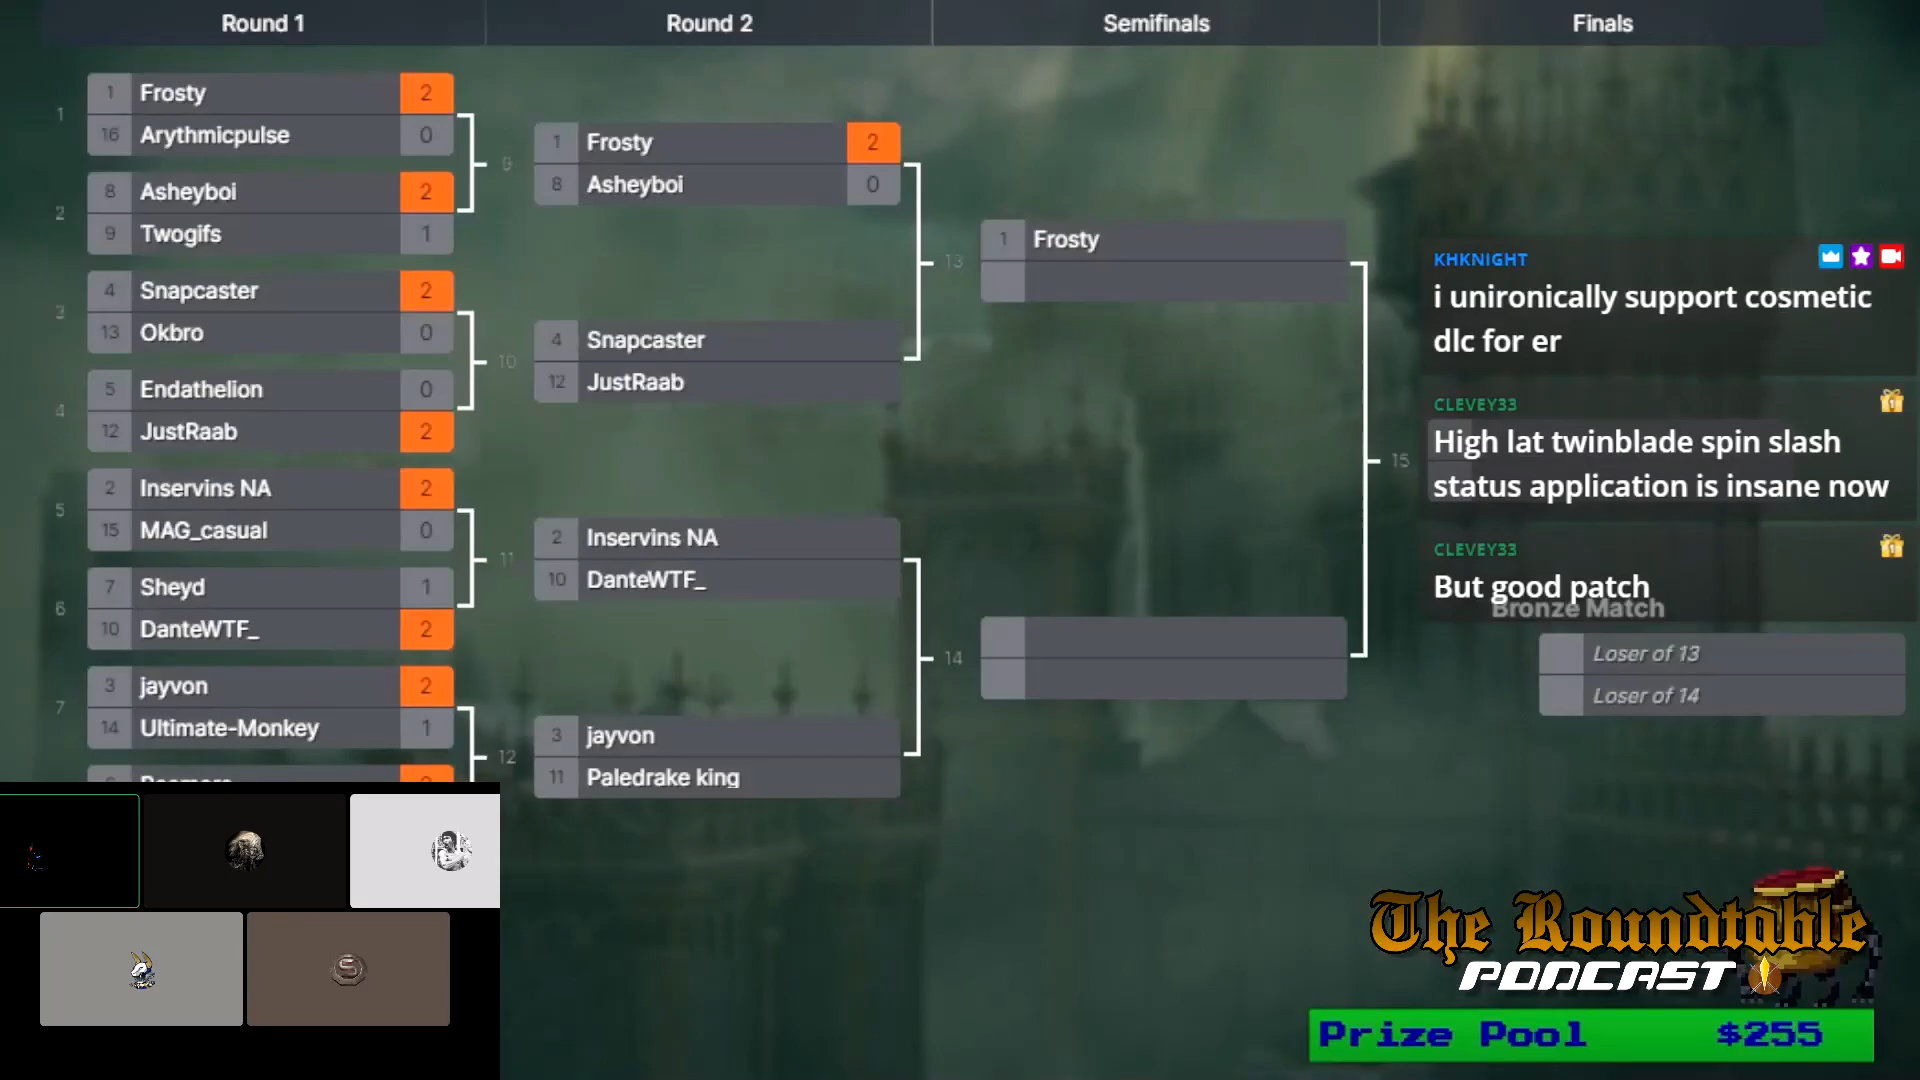 Round 1
Round 2
Semifinals
Finals
1
1 Frosty 2
16 Arythmicpulse 0
2
8 Asheyboi 2
9 Twogifs 1
3
4 Snapcaster 2
13 Okbro 0
4
5 Endathelion 0
12 JustRaab 2
5
2 Inservins NA 2
15 MAG_casual 0
6
7 Sheyd 1
10 DanteWTF_ 2
7
3 jayvon 2
14 Ultimate-Monkey 1
9
1 Frosty 2
8 Asheyboi 0
10
4 Snapcaster
12 JustRaab
11
2 Inservins NA
10 DanteWTF_
12
3 jayvon
11 Paledrake king
13
1 Frosty
14
15
KHKNIGHT
i unironically support cosmetic
dlc for er
CLEVEY33
High lat twinblade spin slash
status application is insane now
CLEVEY33
But good patch
Bronze Match
Loser of 13
Loser of 14
The Roundtable
PODCAST
Prize Pool $255